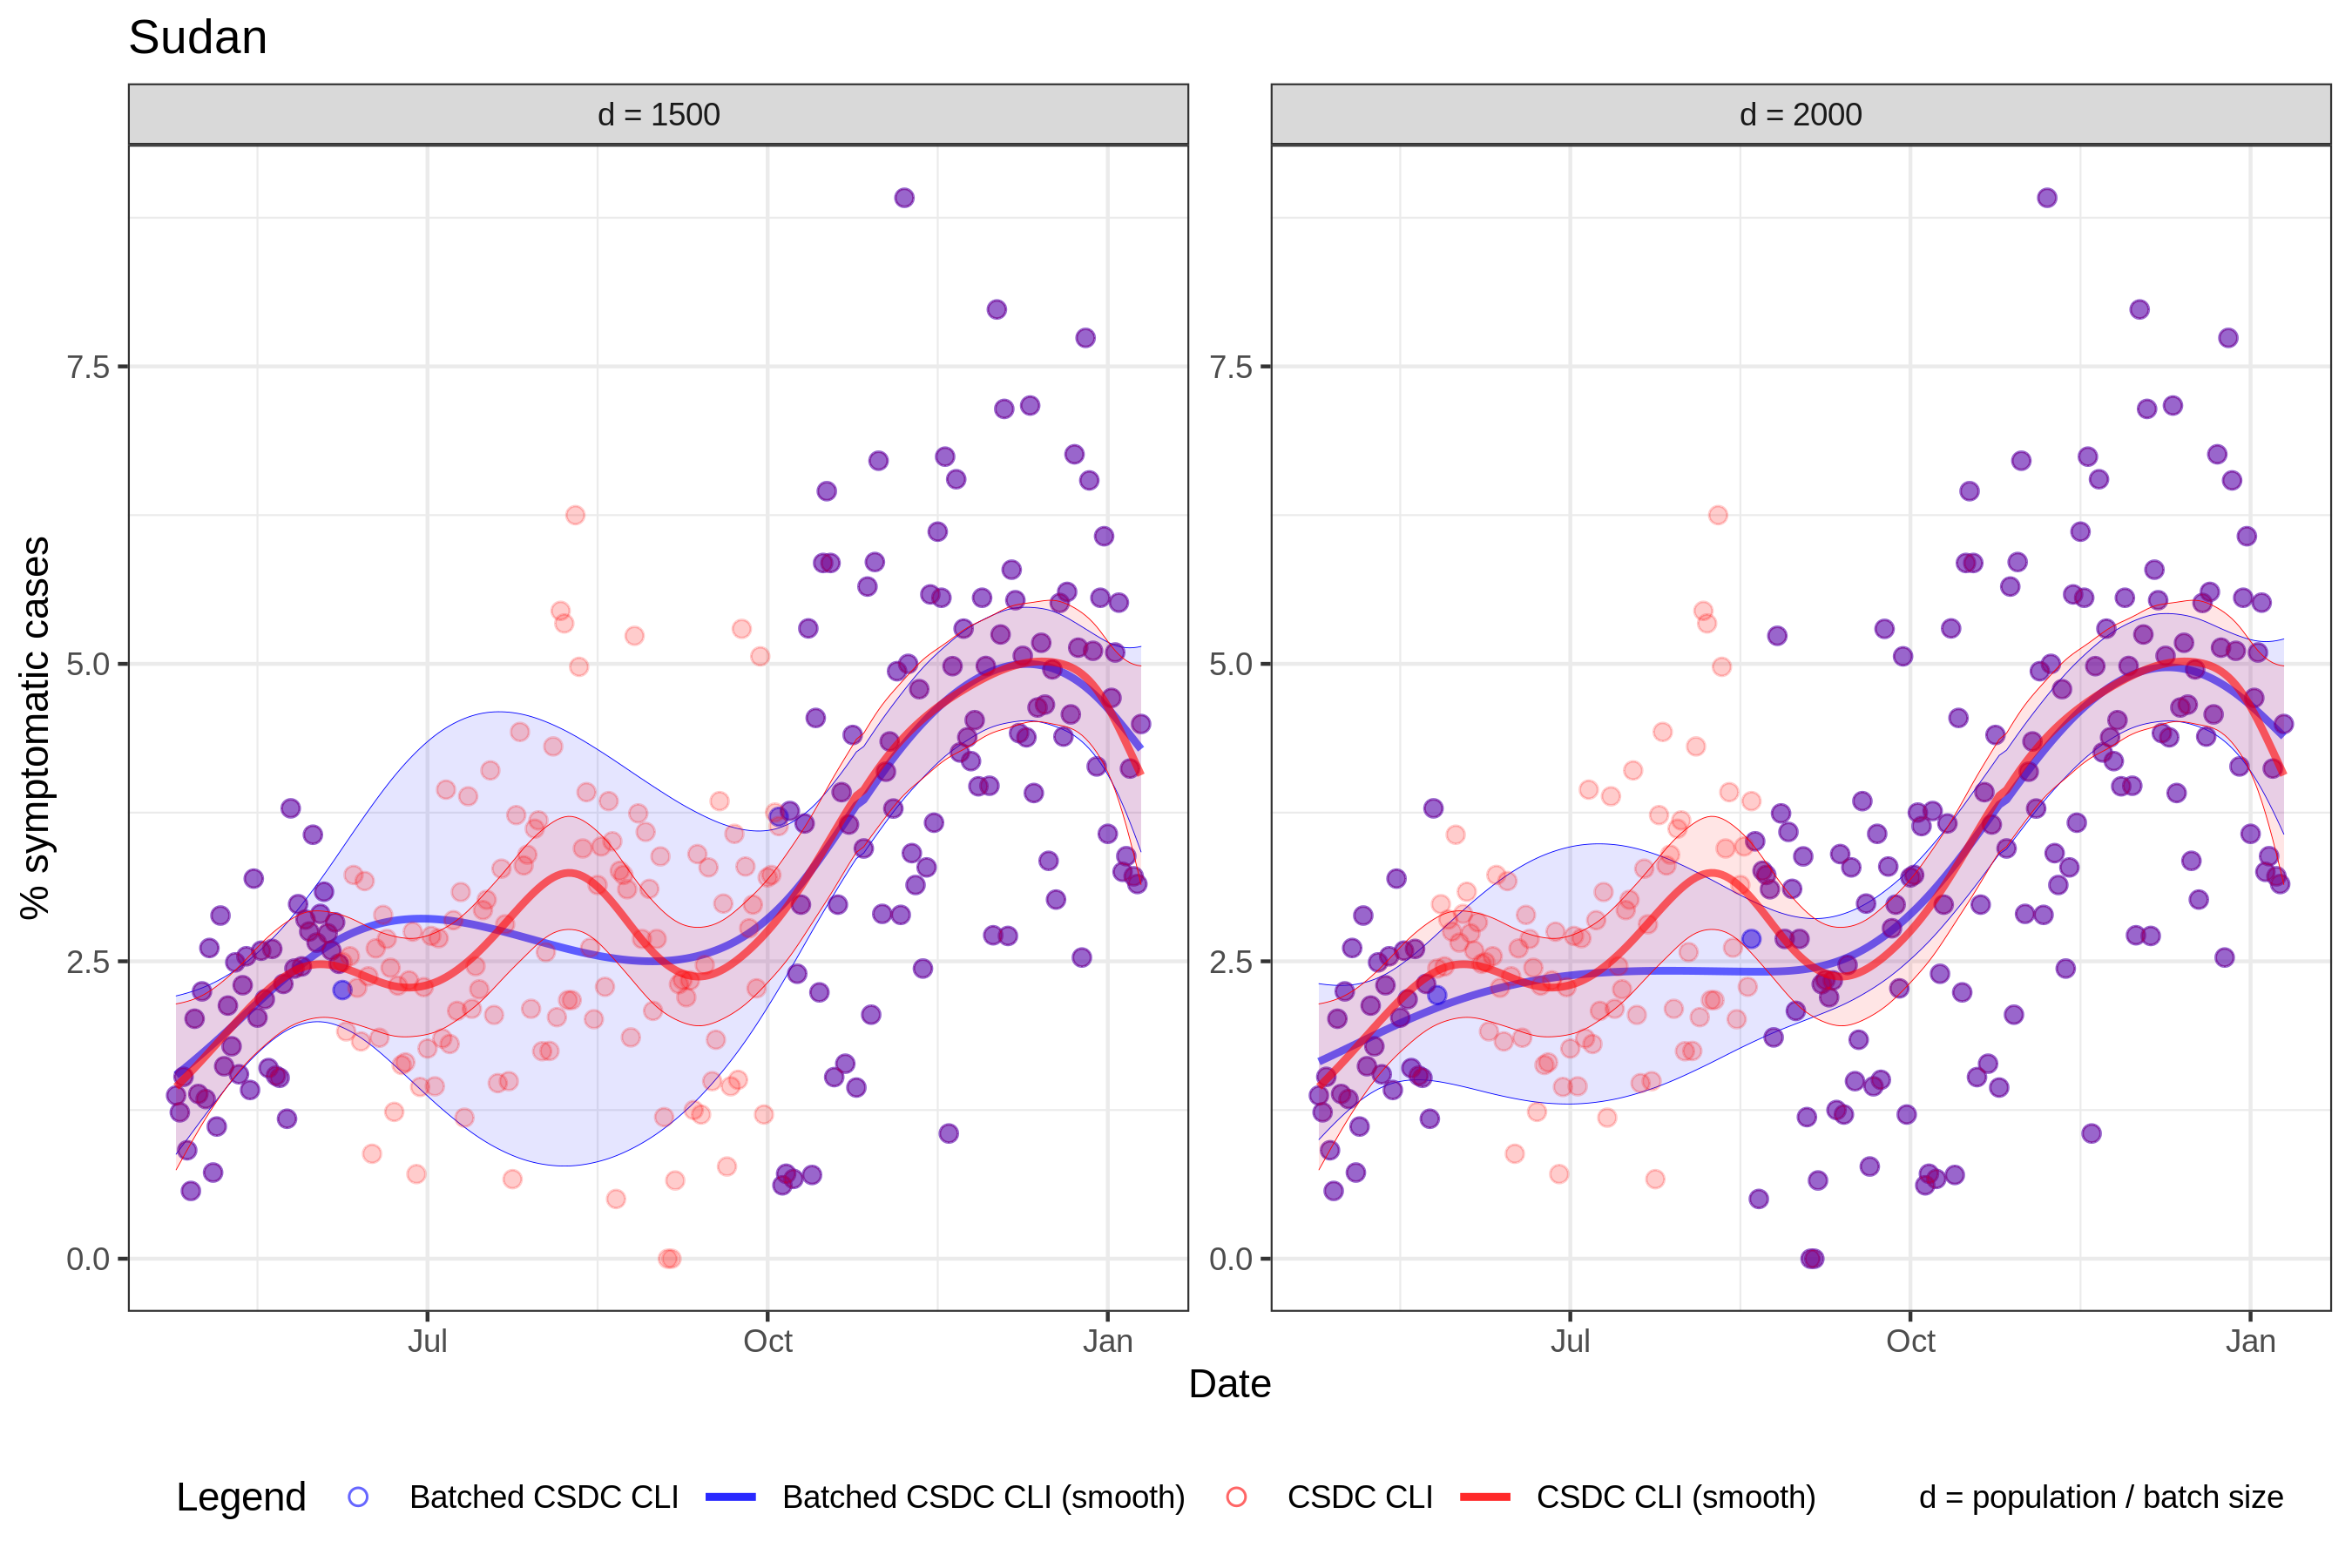 Sudan
d = 1500
d = 2000
% symptomatic cases
7.5
5.0
2.5
0.0
7.5
5.0
2.5
0.0
Jul
Oct
Jan
Jul
Oct
Jan
Date
Legend
Batched CSDC CLI
Batched CSDC CLI (smooth)
CSDC CLI
CSDC CLI (smooth)
d = population / batch size